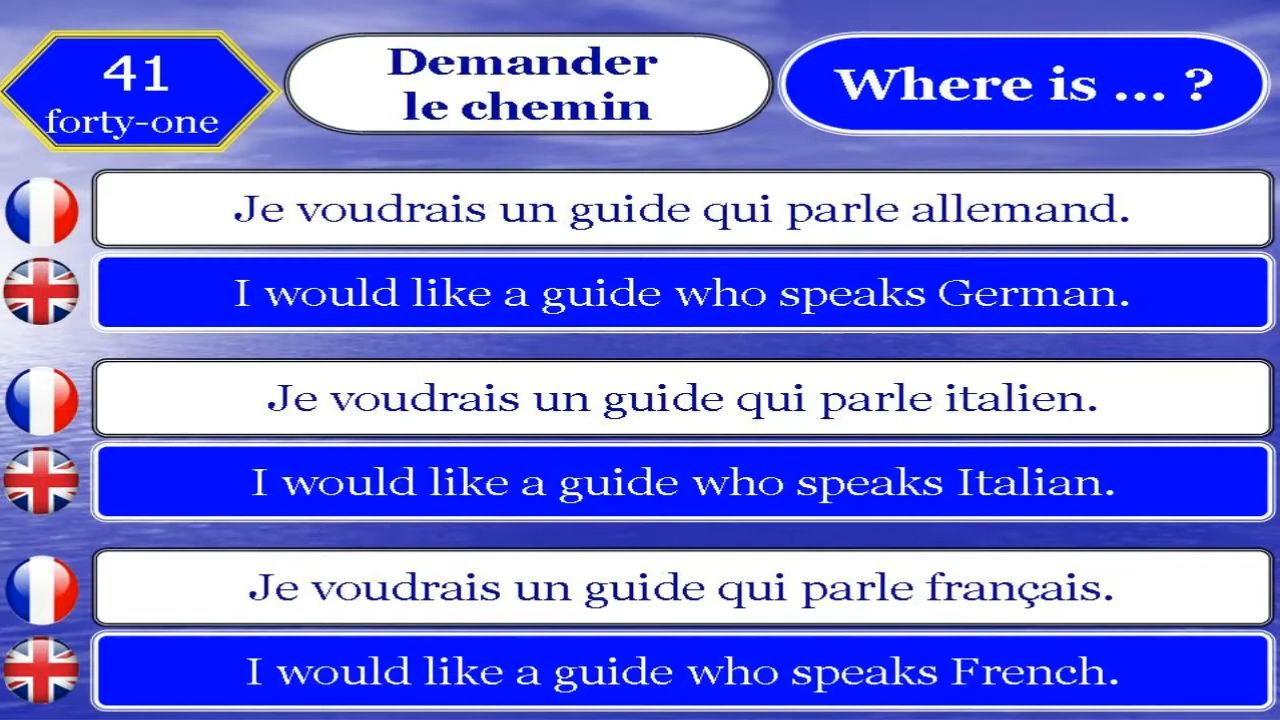 41
forty-one
Demander
le chemin
Where is ... ?
Je voudrais un guide qui parle allemand.
I would like a guide who speaks German.
Je voudrais un guide qui parle italien.
I would like a guide who speaks Italian.
Je voudrais un guide qui parle français.
I would like a guide who speaks French.